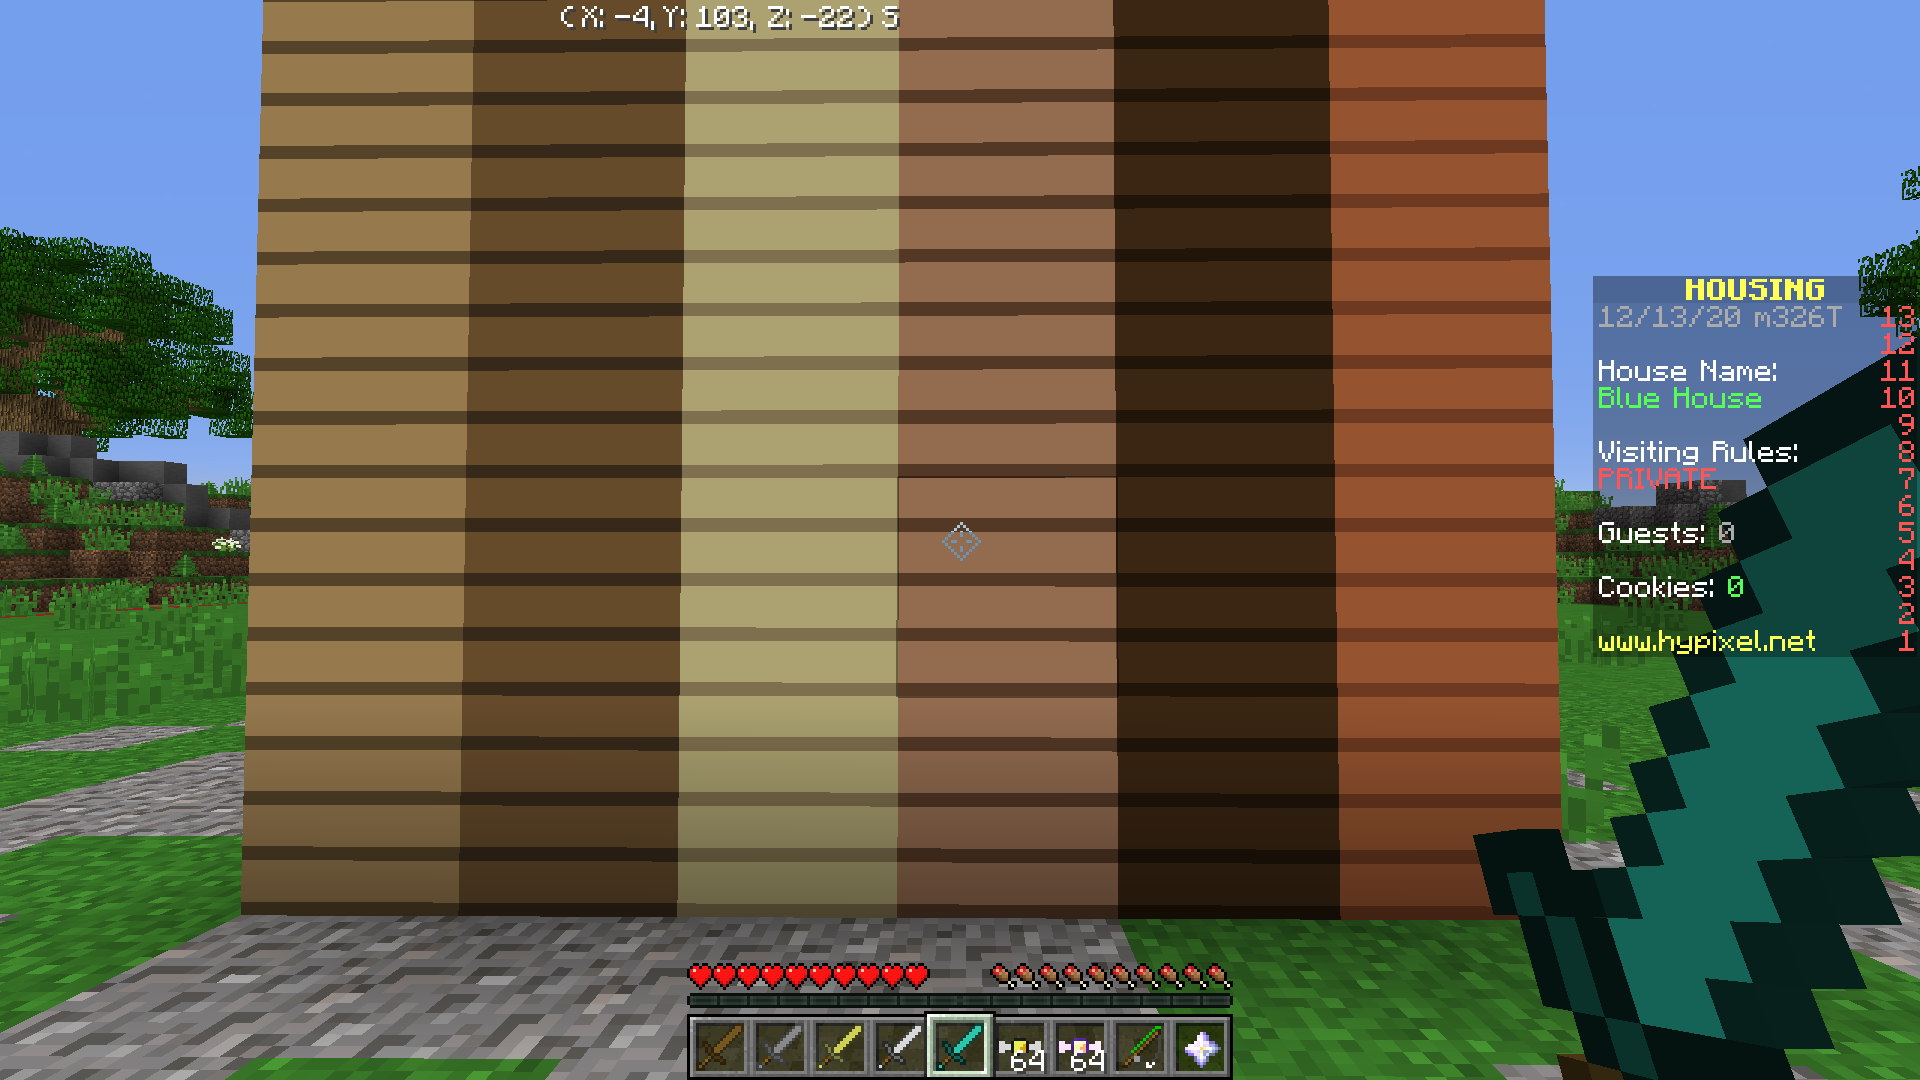 (X: -4, Y: 103, Z: -22) S
HOUSING
12/13/20 m326T 13
12
House Name: 11
Blue House 10
9
Visiting Rules: 8
PRIVATE 7
6
Guests: 0 5
4
Cookies: 0 3
2
www.hypixel.net 1
64 64